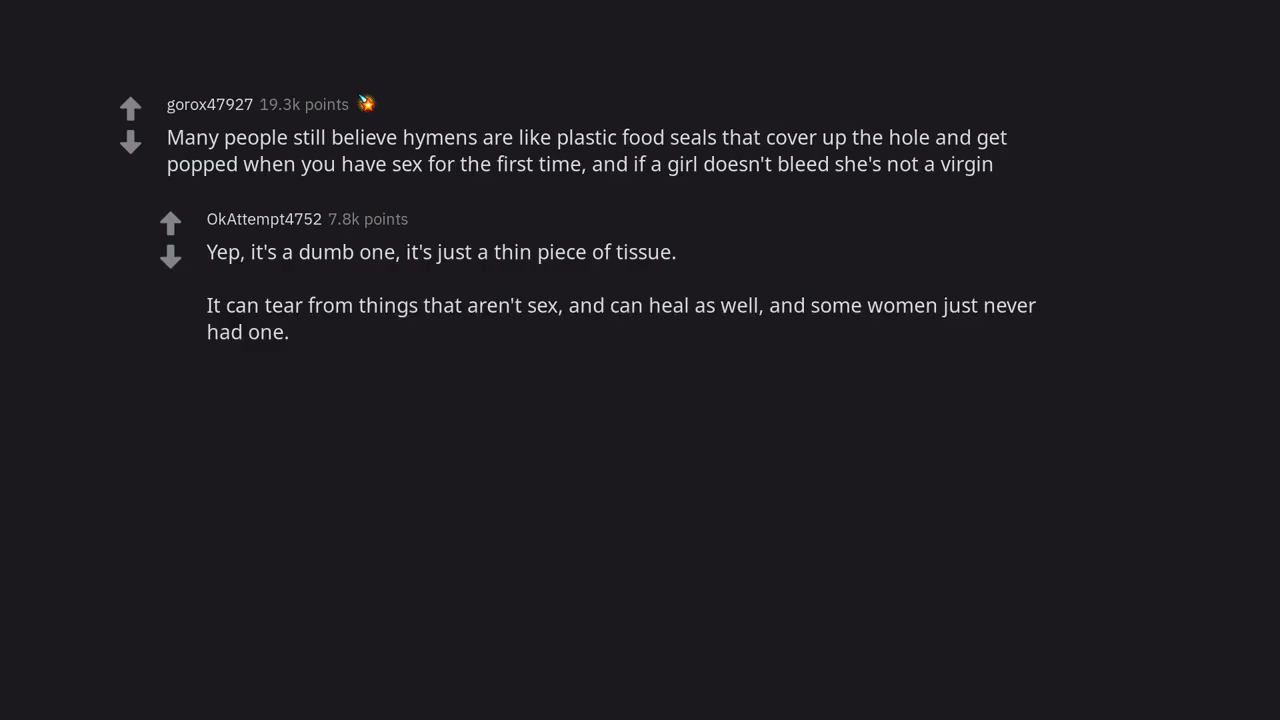 gorox47927 19.3k points
Many people still believe hymens are like plastic food seals that cover up the hole and get
popped when you have sex for the first time, and if a girl doesn't bleed she's not a virgin
OkAttempt4752 7.8k points
Yep, it's a dumb one, it's just a thin piece of tissue.
It can tear from things that aren't sex, and can heal as well, and some women just never
had one.